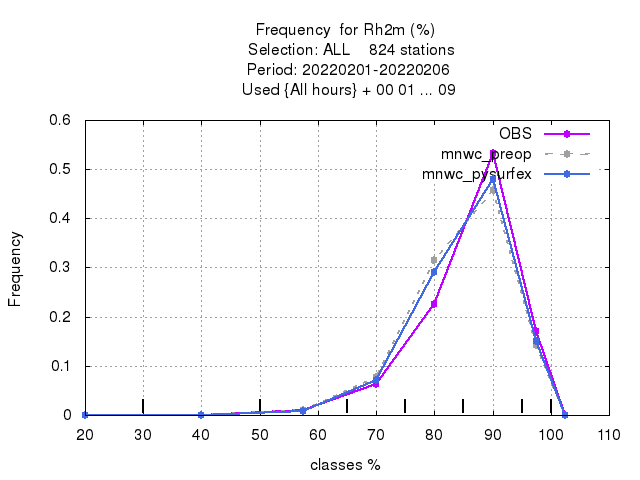 Frequency  for Rh2m (%)
Selection: ALL    824 stations
Period: 20220201-20220206
Used {All hours} + 00 01 ... 09
OBS
mnwc_preop
mnwc_pysurfex
Frequency
0.6
0.5
0.4
0.3
0.2
0.1
0
20 30 40 50 60 70 80 90 100 110
classes %